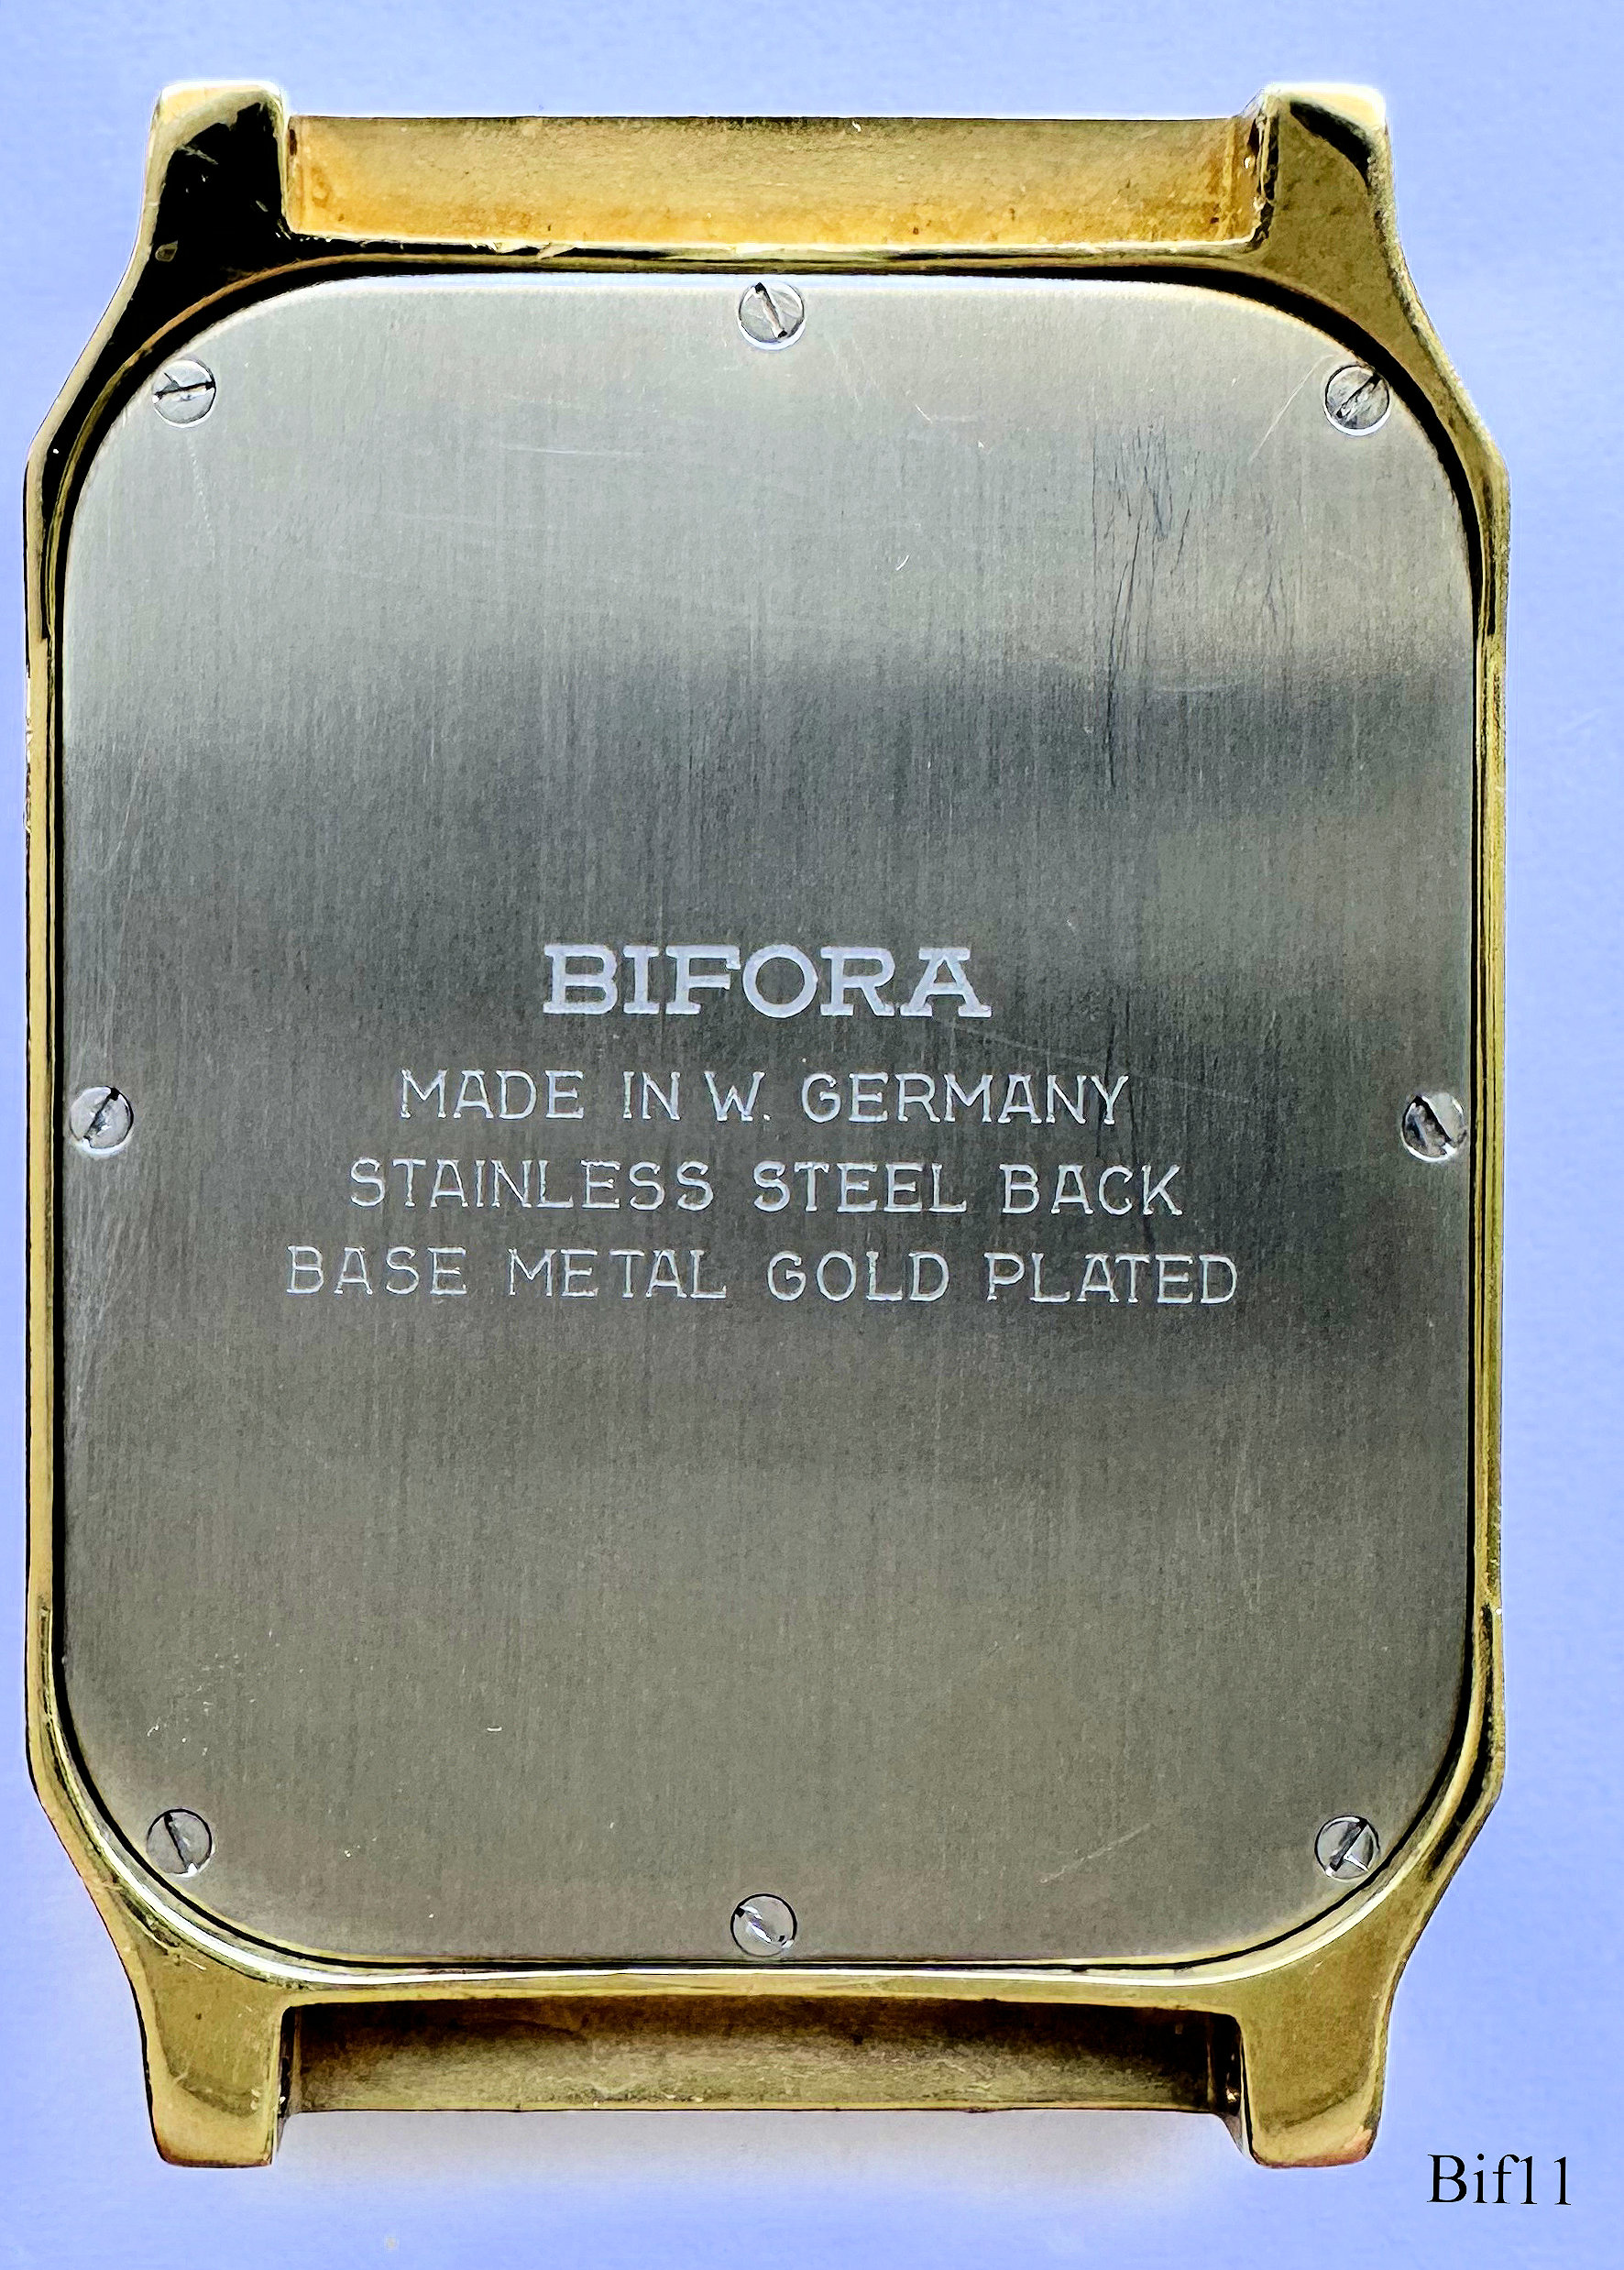 BIFORA
MADE IN W. GERMANY
STAINLESS STEEL BACK
BASE METAL GOLD PLATED
Bif11